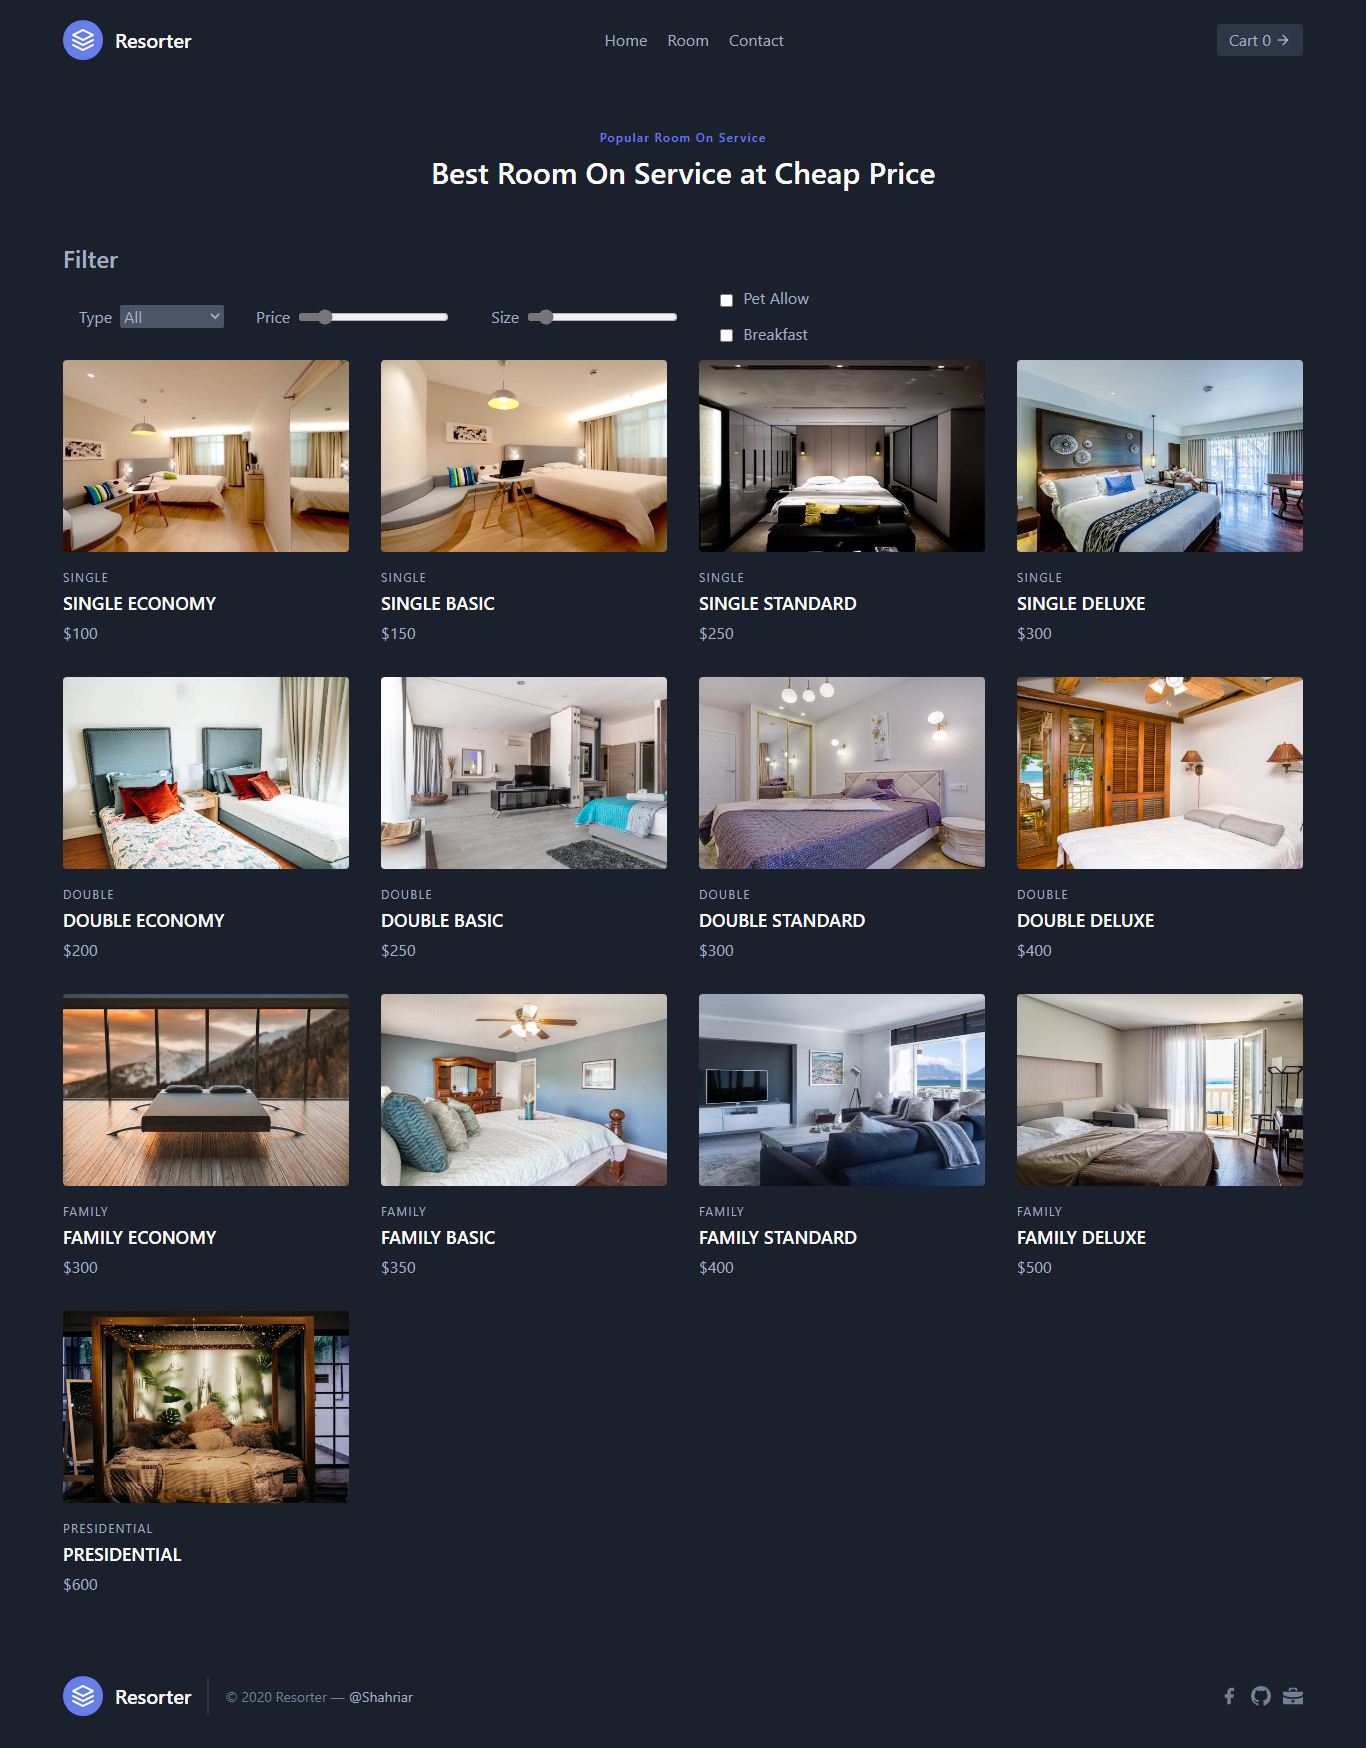 Resorter
Home Room Contact
Cart 0
Popular Room On Service
Best Room On Service at Cheap Price
Filter
Type All Price Size
Pet Allow
Breakfast
SINGLE
SINGLE ECONOMY
$100
SINGLE
SINGLE BASIC
$150
SINGLE
SINGLE STANDARD
$250
SINGLE
SINGLE DELUXE
$300
DOUBLE
DOUBLE ECONOMY
$200
DOUBLE
DOUBLE BASIC
$250
DOUBLE
DOUBLE STANDARD
$300
DOUBLE
DOUBLE DELUXE
$400
FAMILY
FAMILY ECONOMY
$300
FAMILY
FAMILY BASIC
$350
FAMILY
FAMILY STANDARD
$400
FAMILY
FAMILY DELUXE
$500
PRESIDENTIAL
PRESIDENTIAL
$600
Resorter
© 2020 Resorter — @Shahriar